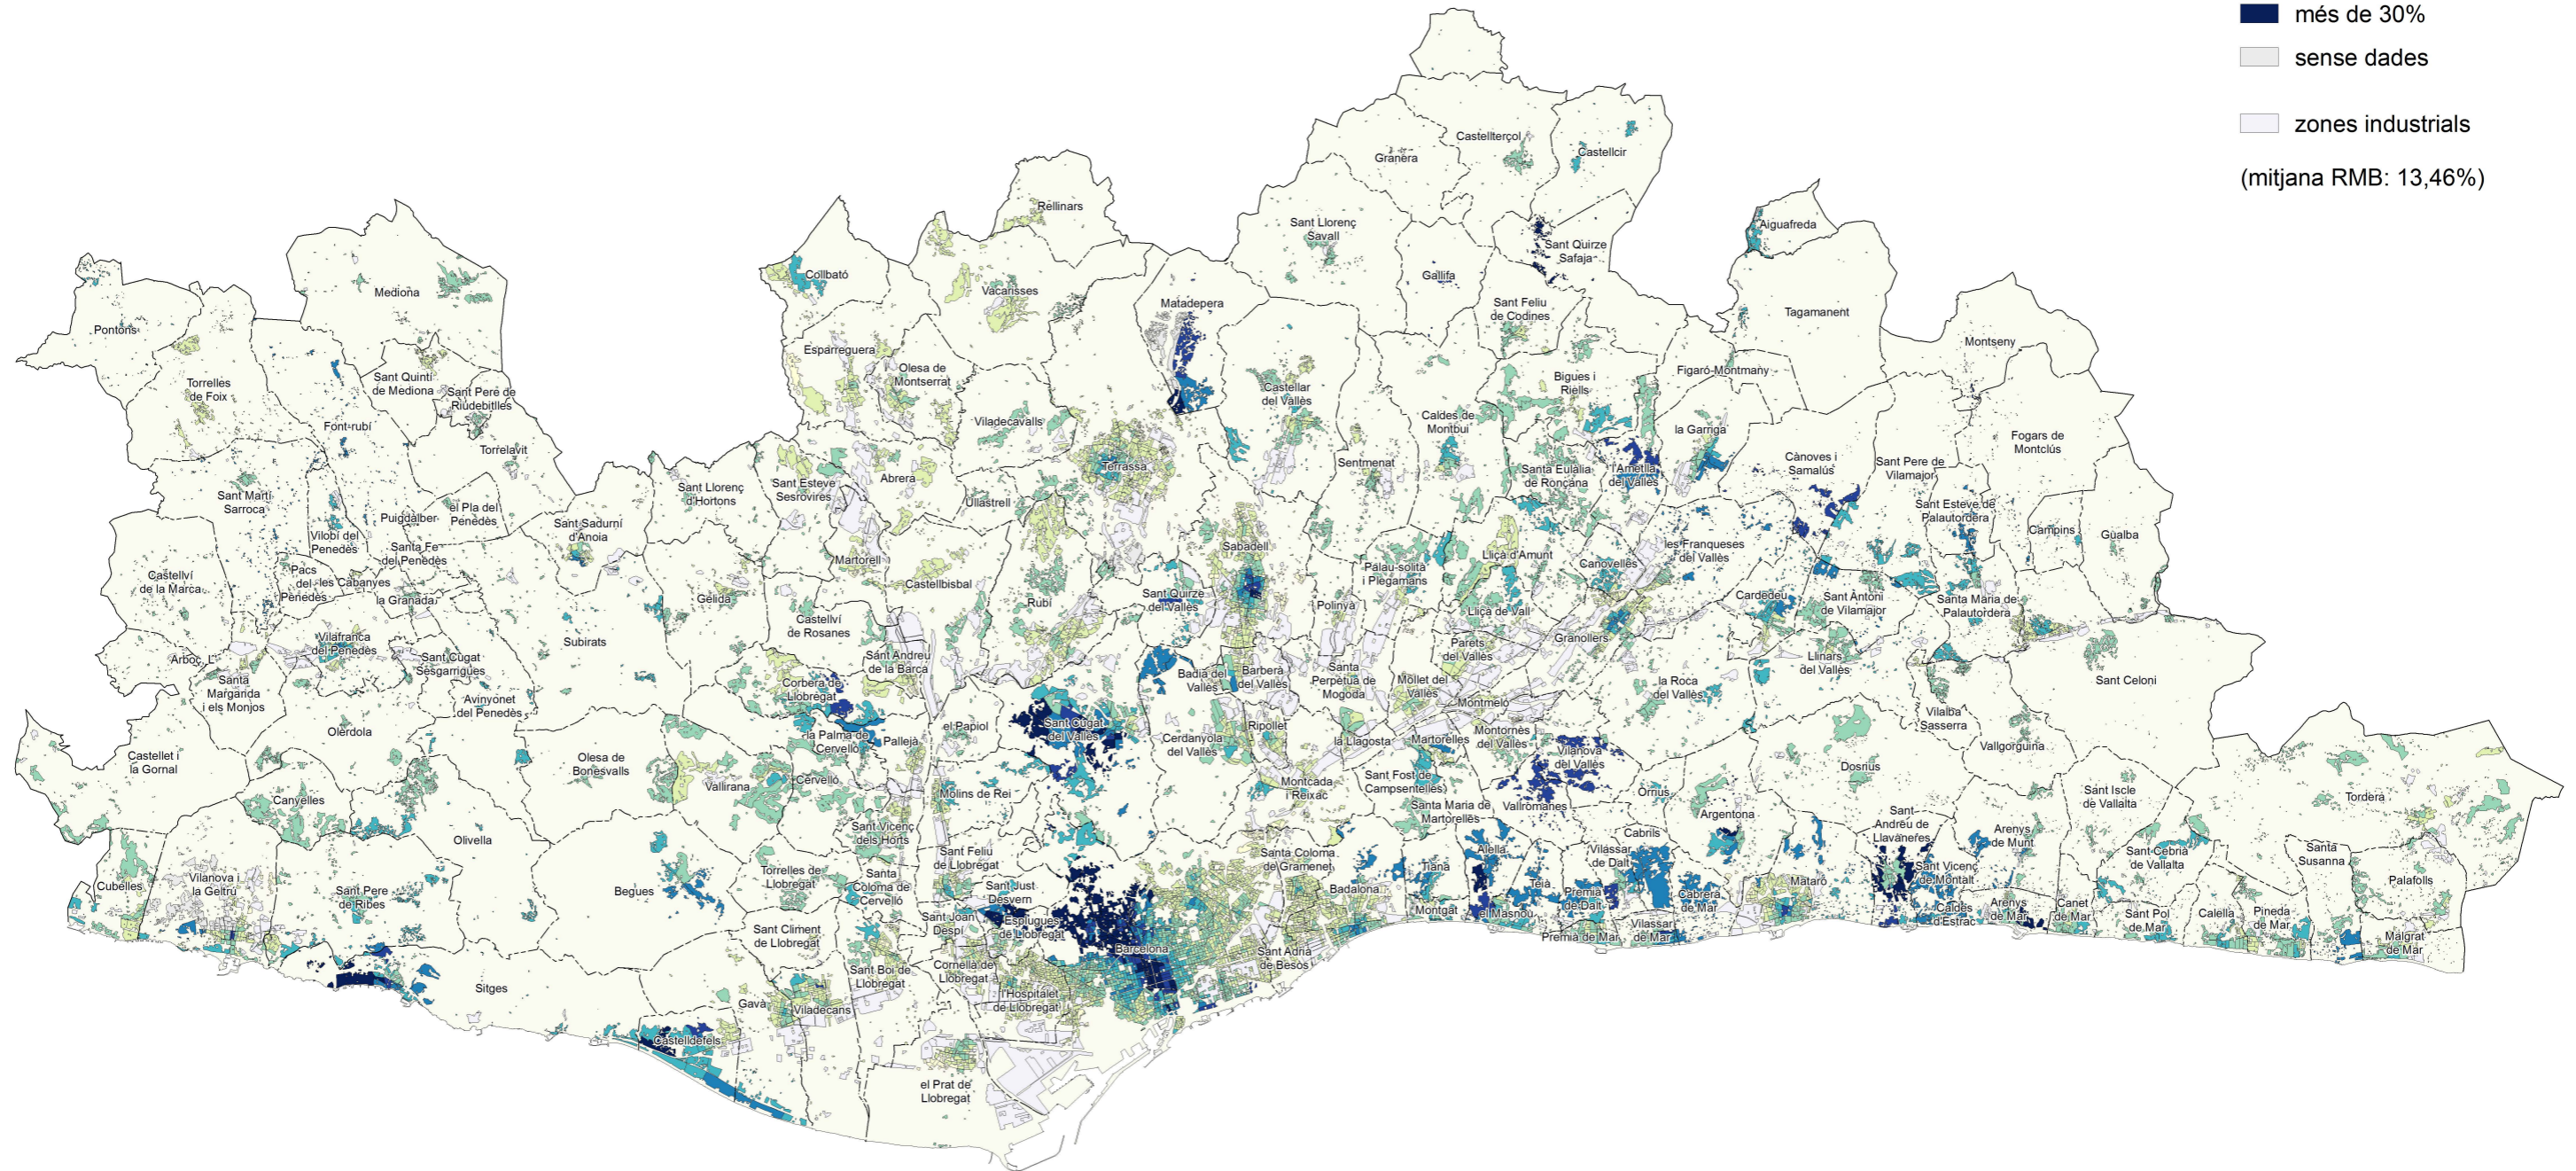 més de 30%
sense dades
zones industrials
(mitjana RMB: 13,46%)
Castellterçol
Granera
Castellcir
Rellinars
Sant Llorenç
Savall
Aiguafreda
Sant Quirze
Safaja
Collbató
Gallifa
Mediona
Vacarisses
Matadepera
Sant Feliu
de Codines
Tagamanent
Pontons
Montseny
Esparreguera
Olesa de
Montserrat
Figaró-Montmany
Bigues i
Riells
Torrelles
de Foix
Sant Quintí
de Mediona
Sant Pere de
Riudebitlles
Castellar
del Vallès
Viladecavalls
Caldes de
Montbui
Font-rubí
la Garriga
Fogars de
Montclús
Torrelavit
Terrassa
Sentmenat
Santa Eulàlia
de Ronçana
l'Ametlla
del Vallès
Cànoves i
Samalús
Sant Pere de
Vilamajor
Sant Martí
Sarroca
Sant Llorenç
d'Hortons
Sant Esteve
Sesrovires
Abrera
Ullastrell
Sant Esteve de
Palautordera
Puigdàlber
el Pla del
Penedès
Sant Sadurní
d'Anoia
Campins
Gualba
Vilobí del
Penedès
Santa Fe
del Penedès
Martorell
Sabadell
Lliçà d'Amunt
les Franqueses
del Vallès
Castellví
de la Marca
Pacs
del
Penedès
les Cabanyes
la Granada
Castellbisbal
Palau-solità
i Plegamans
Canovelles
Gelida
Rubí
Sant Quirze
del Vallès
Polinyà
Lliçà de Vall
Cardedeu
Sant Antoni
de Vilamajor
Santa Maria de
Palautordera
Vilafranca
del Penedès
Subirats
Castellví
de Rosanes
Granollers
Arboç, L'
Sant Cugat
Sesgarrigues
Sant Andreu
de la Barca
Parets
del Vallès
Llinars
del Vallès
Santa
Margarida
i els Monjos
Corbera de
Llobregat
Badia del
Vallès
Barberà
del Vallès
Santa
Perpètua de
Mogoda
Mollet del
Vallès
la Roca
del Vallès
Sant Celoni
Avinyonet
del Penedès
Montmeló
Olèrdola
el Papiol
Sant Cugat
del Vallès
Ripollet
Vilalba
Sasserra
la Palma de
Cervelló
Pallejà
Cerdanyola
del Vallès
la Llagosta
Martorelles
Montornès
del Vallès
Vilanova
del Vallès
Vallgorguina
Castellet i
la Gornal
Olesa de
Bonesvalls
Vallirana
Cervelló
Molins de Rei
Montcada
i Reixac
Sant Fost de
Campsentelles
Dosrius
Canyelles
Vallromanes
Òrrius
Sant Iscle
de Vallalta
Tordera
Santa Maria de
Martorelles
Argentona
Sant
Andreu de
Llavaneres
Olivella
Sant Vicenç
dels Horts
Cabrils
Arenys
de Munt
Sant Feliu
de Llobregat
Santa Coloma
de Gramenet
Tiana
Alella
Vilassar
de Dalt
Sant Vicenç
de Montalt
Sant Cebrià
de Vallalta
Santa
Susanna
Cubelles
Vilanova i
la Geltrú
Sant Pere
de Ribes
Begues
Torrelles de
Llobregat
Santa
Coloma de
Cervelló
Sant Just
Desvern
Badalona
Teià
Premià
de Dalt
Cabrera
de Mar
Mataró
Palafolls
Sant Joan
Despí
Esplugues
de Llobregat
Montgat
el Masnou
Caldes
d'Estrac
Arenys
de Mar
Canet
de Mar
Sant Pol
de Mar
Calella
Pineda
de Mar
Sant Climent
de Llobregat
Barcelona
Sant Adrià
de Besòs
Premià de Mar
Vilassar
de Mar
Malgrat
de Mar
Sitges
Sant Boi de
Llobregat
Cornellà de
Llobregat
Gavà
Viladecans
l'Hospitalet
de Llobregat
Castelldefels
el Prat de
Llobregat